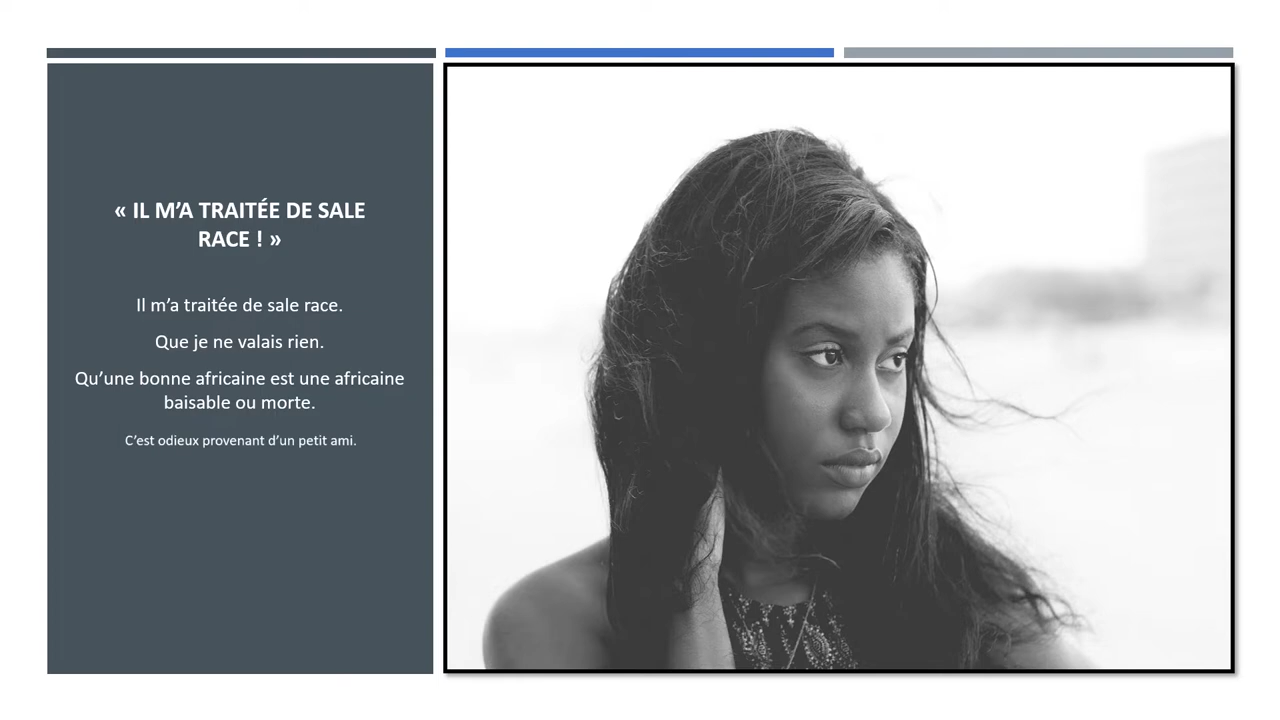 « IL M’A TRAITÉE DE SALE
RACE ! »
Il m’a traitée de sale race.
Que je ne valais rien.
Qu’une bonne africaine est une africaine
baisable ou morte.
C’est odieux provenant d’un petit ami.